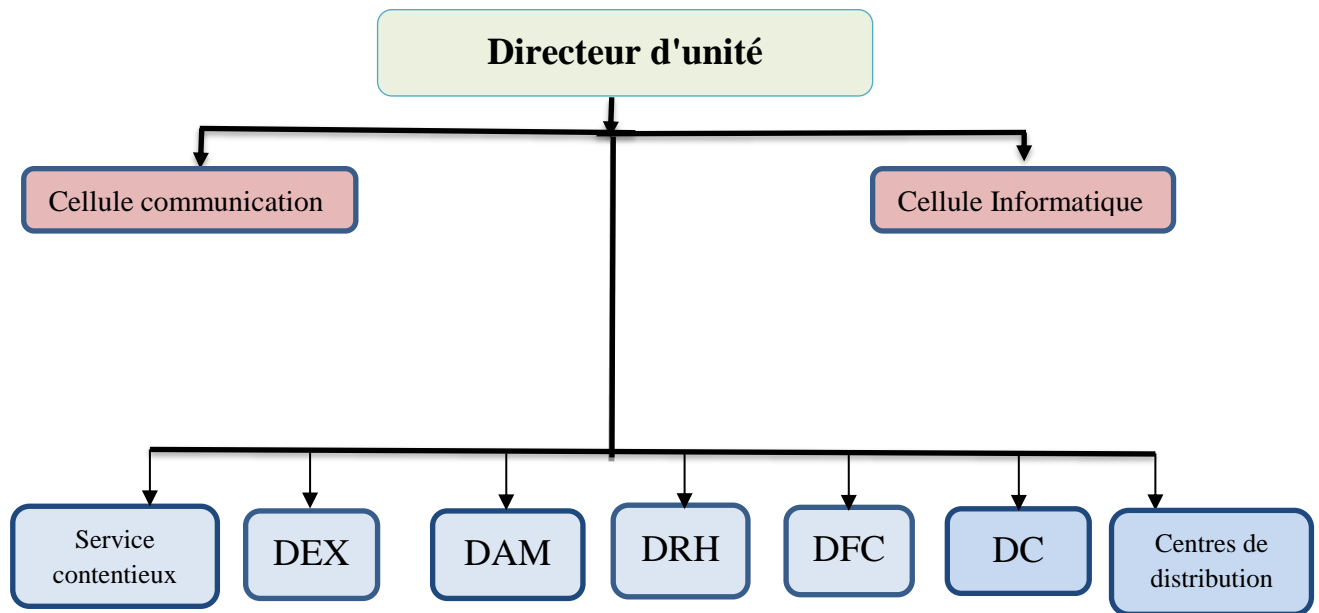 Directeur d'unité
Cellule communication
Cellule Informatique
Service
contentieux
DEX
DAM
DRH
DFC
DC
Centres de
distribution